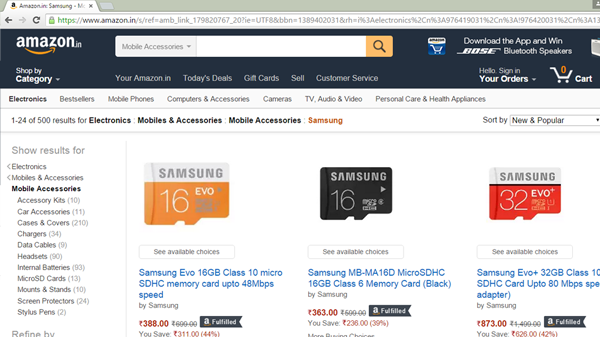 Amazon.in: Samsung - M
https://www.amazon.in/s/ref=amb_link_179820767_20?ie=UTF8&bbn=1389402031&rh=i%3Aelectronics%2Cn%3A976419031%2Cn%3A976420031%2Cn%3A13
amazon.in
Mobile Accessories
Download the App and Win
BOSE Bluetooth Speakers
Shop by
Category
Your Amazon.in Today's Deals Gift Cards Sell Customer Service
Hello. Sign in
Your Orders
0
Cart
Electronics Bestsellers Mobile Phones Computers & Accessories Cameras TV, Audio & Video Personal Care & Health Appliances
1-24 of 500 results for Electronics : Mobiles & Accessories : Mobile Accessories : Samsung
Sort by New & Popular
Show results for
Electronics
Mobiles & Accessories
Mobile Accessories
Accessory Kits (10)
Car Accessories (11)
Cases & Covers (210)
Chargers (34)
Data Cables (9)
Headsets (90)
Internal Batteries (93)
MicroSD Cards (13)
Mounts & Stands (10)
Screen Protectors (24)
Stylus Pens (2)
Refine by
SAMSUNG
16 EVO
See available choices
Samsung Evo 16GB Class 10 micro
SDHC memory card upto 48Mbps
speed
by Samsung
₹388.00 ₹699.00 Fulfilled
You Save: ₹311.00 (44%)
SAMSUNG
16
See available choices
Samsung MB-MA16D MicroSDHC
16GB Class 6 Memory Card (Black)
by Samsung
₹363.00 ₹599.00 Fulfilled
You Save: ₹236.00 (39%)
More Buying Choices
SAMSUNG
32 EVO+
See available choices
Samsung Evo+ 32GB Class 10
SDHC Card Upto 80 Mbps spe
adapter)
by Samsung
₹873.00 ₹1,499.00 Fulfilled
You Save: ₹626.00 (42%)